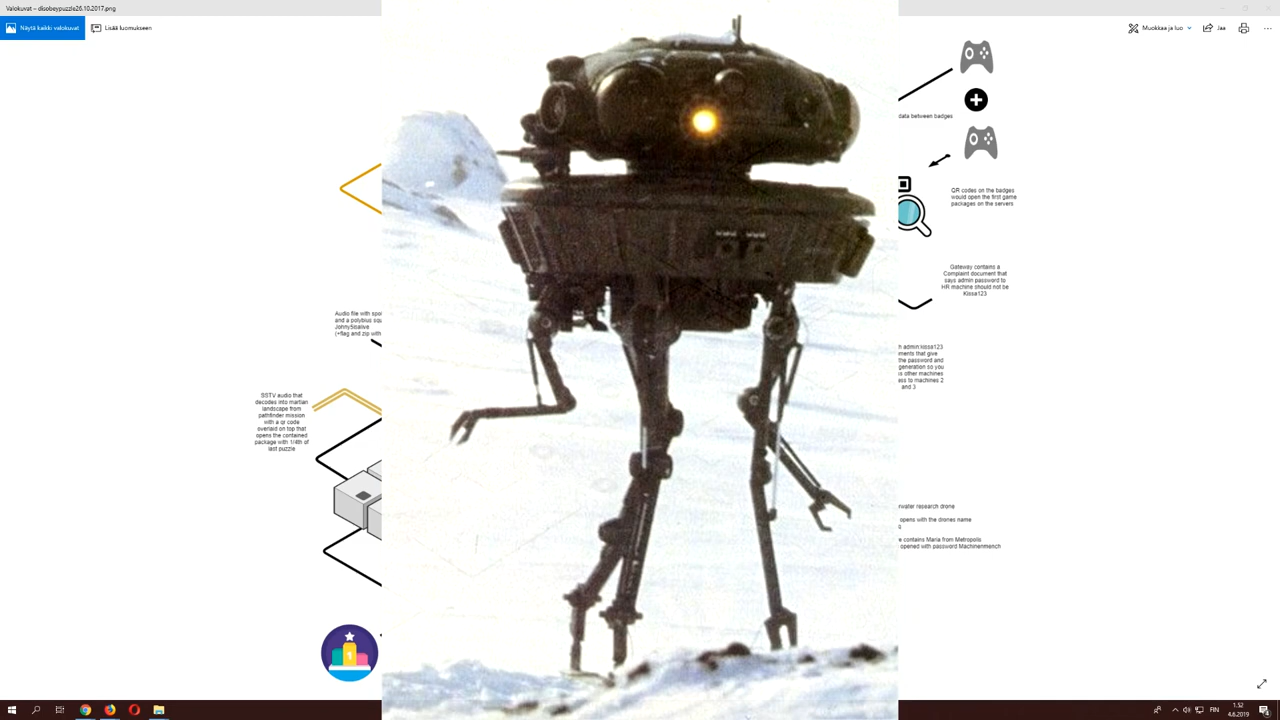 Valokuvat – disobeypuzzle26.10.2017.png
Näytä kaikki valokuvat
Lisää luomukseen
Muokkaa ja luo
Jaa
data between badges
QR codes on the badges
would open the first game
packages on the servers
Gateway contains a
Complaint document that
says admin password to
HR machine should not be
Kissa123
Audio file with
and a polybius
Johny5isalive
(+flag and zip with
admin:kissa123
that give
the password and
generation so you
other machines
to machines 2
and 3
SSTV audio that
decodes into martian
landscape from
pathfinder mission
with a qr code
overlaid on top that
opens the contained
package with 1/4th of
last puzzle
research drone
opens with the drones name
contains Maria from Metropolis
opened with password Machinenmench
1
FIN
1.52
4.6.2019